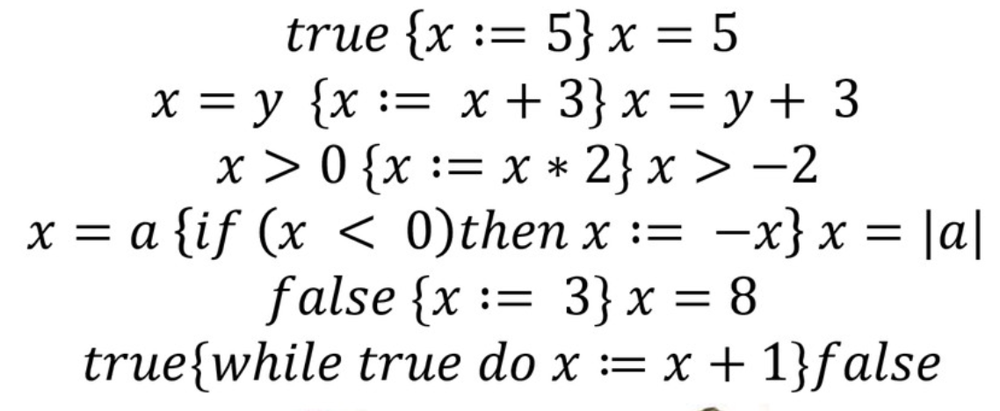 true {x := 5} x = 5
x = y {x := x + 3} x = y + 3
x > 0 {x := x * 2} x > −2
x = a {if (x < 0)then x := −x} x = |a|
false {x := 3} x = 8
true{while true do x := x + 1}false